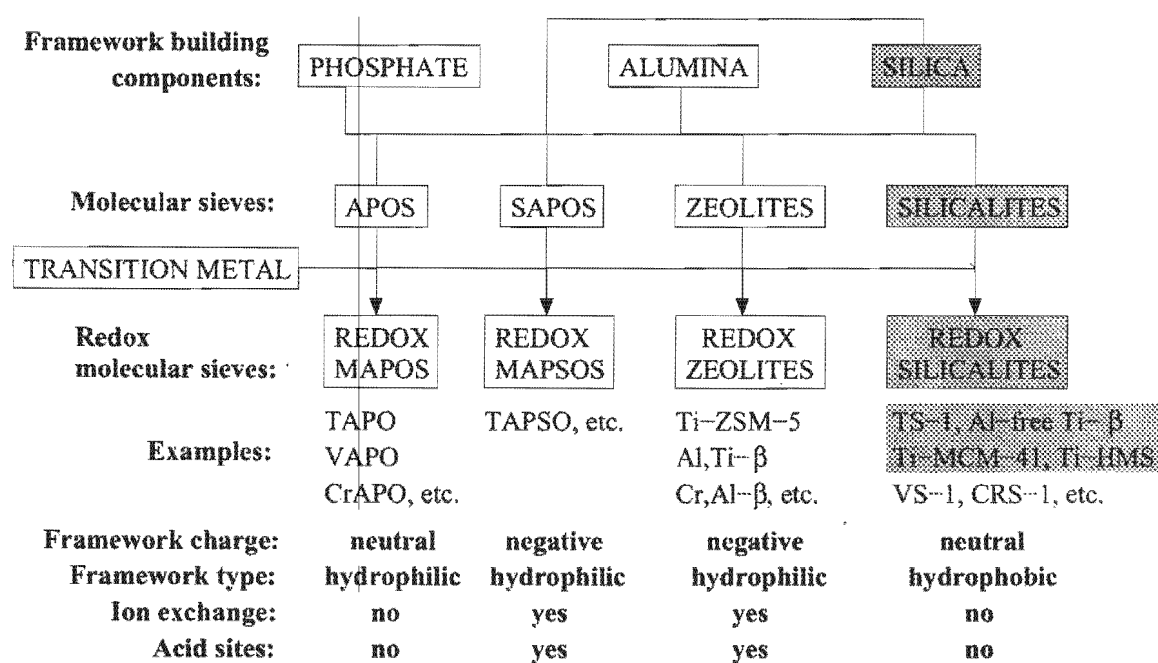 Framework building components:
PHOSPHATE ALUMINA SILICA
Molecular sieves: APOS SAPOS ZEOLITES SILICALITES
TRANSITION METAL
Redox molecular sieves:
REDOX MAPOS
REDOX MAPSOS
REDOX ZEOLITES
REDOX SILICALITES
Examples:
TAPO
VAPO
CrAPO, etc.
TAPSO, etc.
Ti-ZSM-5
Al,Ti-β
Cr,Al-β, etc.
TS-1, Al-free Ti-β
Ti-MCM-41, Ti-HMS
VS-1, CRS-1, etc.
Framework charge: neutral negative negative neutral
Framework type: hydrophilic hydrophilic hydrophilic hydrophobic
Ion exchange: no yes yes no
Acid sites: no yes yes no